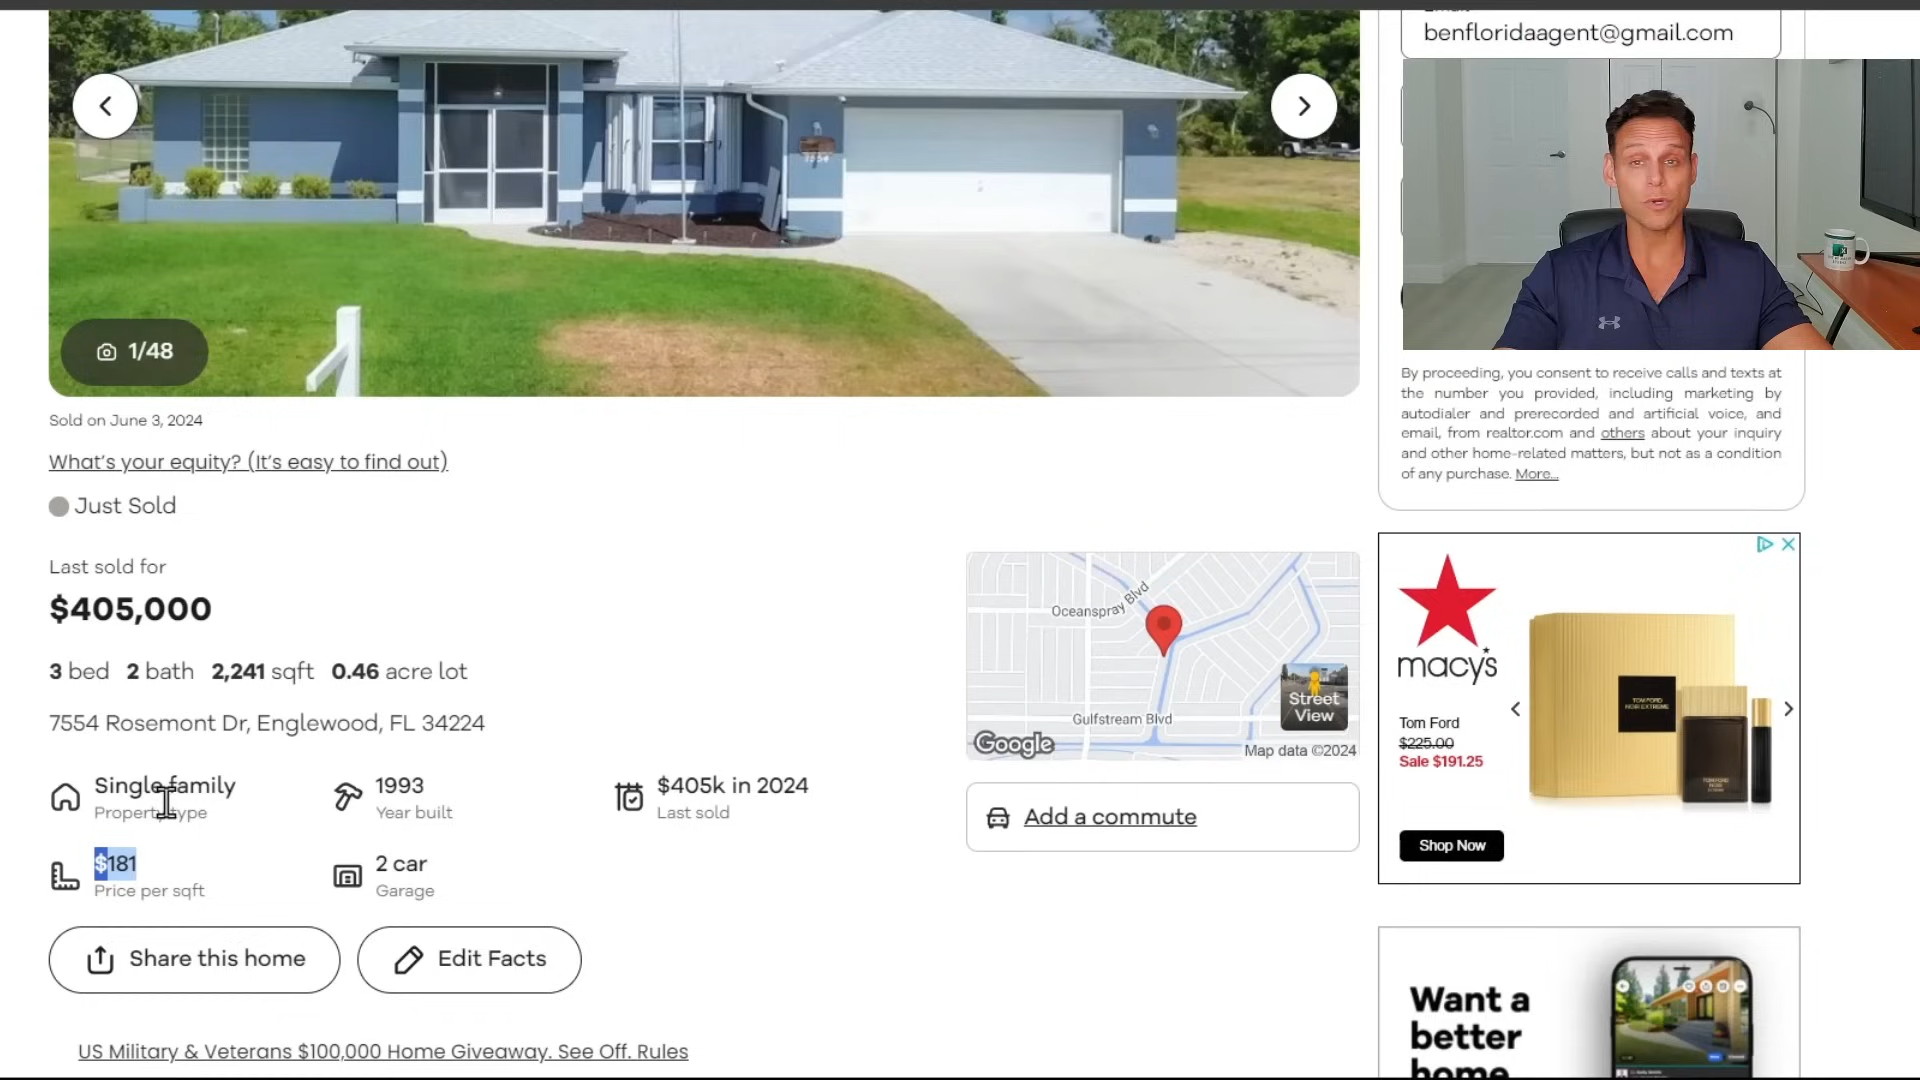 benfloridaagent@gmail.com
7554
1/48
Sold on June 3, 2024
What's your equity? (It's easy to find out)
Just Sold
Last sold for
$405,000
3 bed 2 bath 2,241 sqft 0.46 acre lot
7554 Rosemont Dr, Englewood, FL 34224
Single family
Property type
1993
Year built
$405k in 2024
Last sold
$181
Price per sqft
2 car
Garage
Share this home
Edit Facts
US Military & Veterans $100,000 Home Giveaway. See Off. Rules
Oceanspray Blvd
Gulfstream Blvd
Street
View
Google
Map data ©2024
Add a commute
By proceeding, you consent to receive calls and texts at
the number you provided, including marketing by
autodialer and prerecorded and artificial voice, and
email, from realtor.com and others about your inquiry
and other home-related matters, but not as a condition
of any purchase. More...
macy's
Tom Ford
$225.00
Sale $191.25
Shop Now
TOM FORD
NOIR EXTREME
Want a
better
home